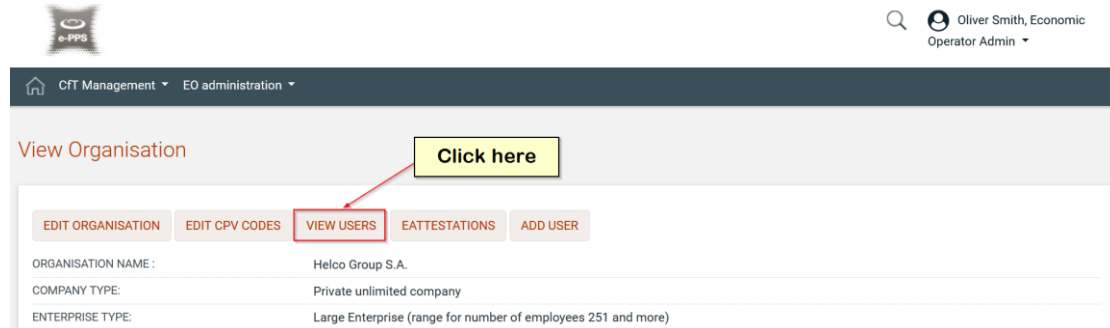 e-PPS
Oliver Smith, Economic
Operator Admin
CfT Management EO administration
View Organisation
Click here
EDIT ORGANISATION EDIT CPV CODES VIEW USERS EATTESTATIONS ADD USER
ORGANISATION NAME : Helco Group S.A.
COMPANY TYPE: Private unlimited company
ENTERPRISE TYPE: Large Enterprise (range for number of employees 251 and more)